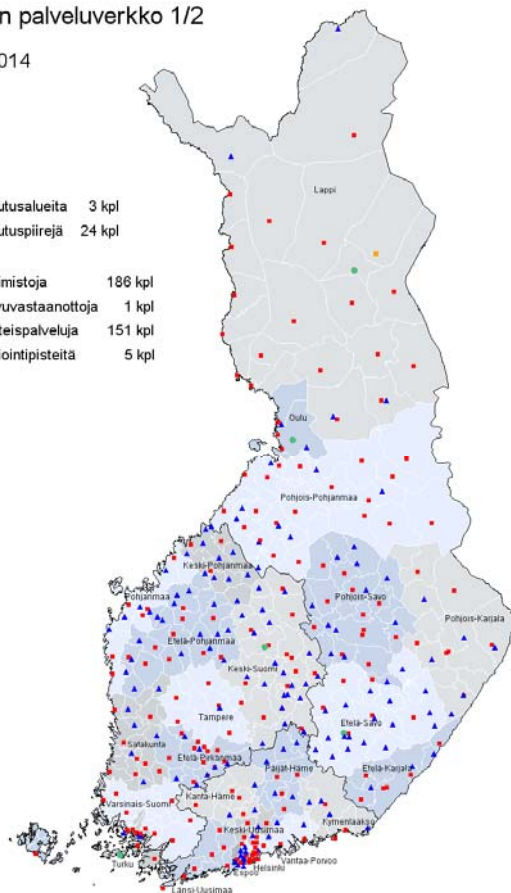 n palveluverkko 1/2
014
utusalueita 3 kpl
utuspiirejä 24 kpl
imistoja 186 kpl
vuvastaanottoja 1 kpl
teispalveluja 151 kpl
iointipisteitä 5 kpl
Lappi
Oulu
Pohjois-Pohjanmaa
Keski-Pohjanmaa
Pohjanmaa
Pohjois-Savo
Pohjois-Karjala
Etelä-Pohjanmaa
Keski-Suomi
Tampere
Etelä-Savo
Satakunta
Etelä-Pirkanmaa
Päijät-Häme
Etelä-Karjala
Kanta-Häme
Varsinais-Suomi
Kymenlaakso
Keski-Uusimaa
Vantaa-Porvoo
Turku
Helsinki
Espoo
Länsi-Uusimaa